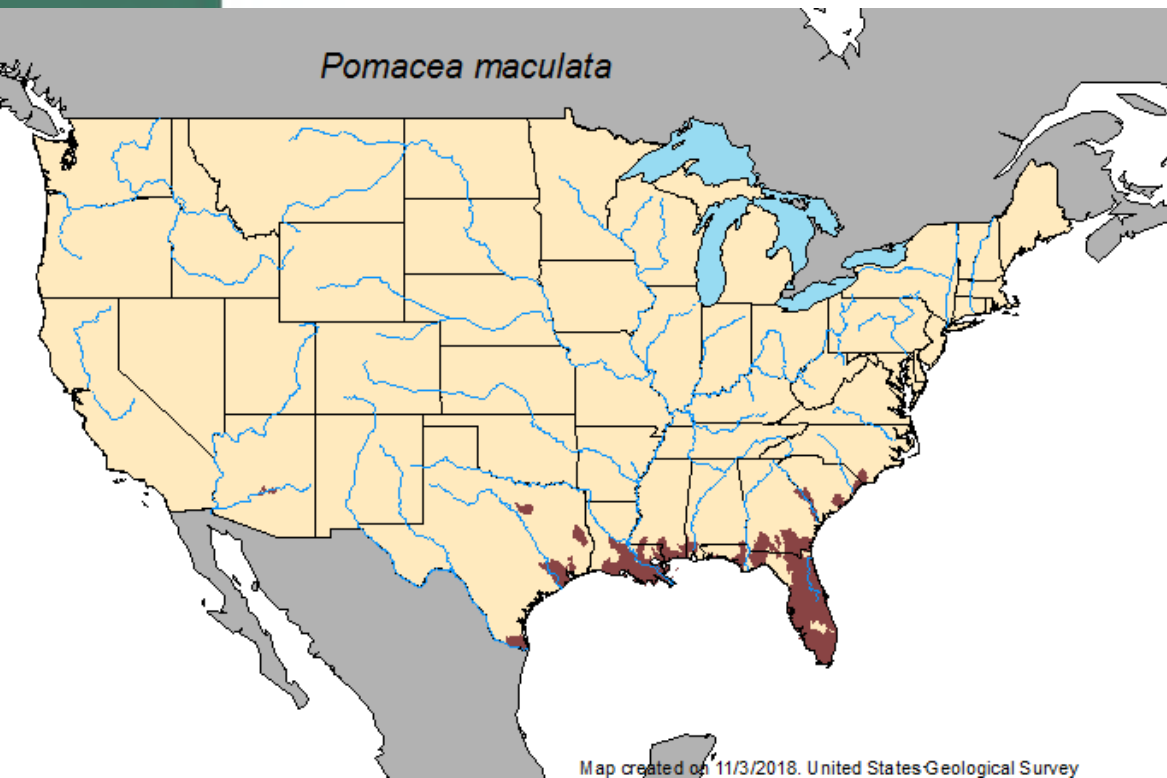 Pomacea maculata
Map created on 11/3/2018. United States Geological Survey